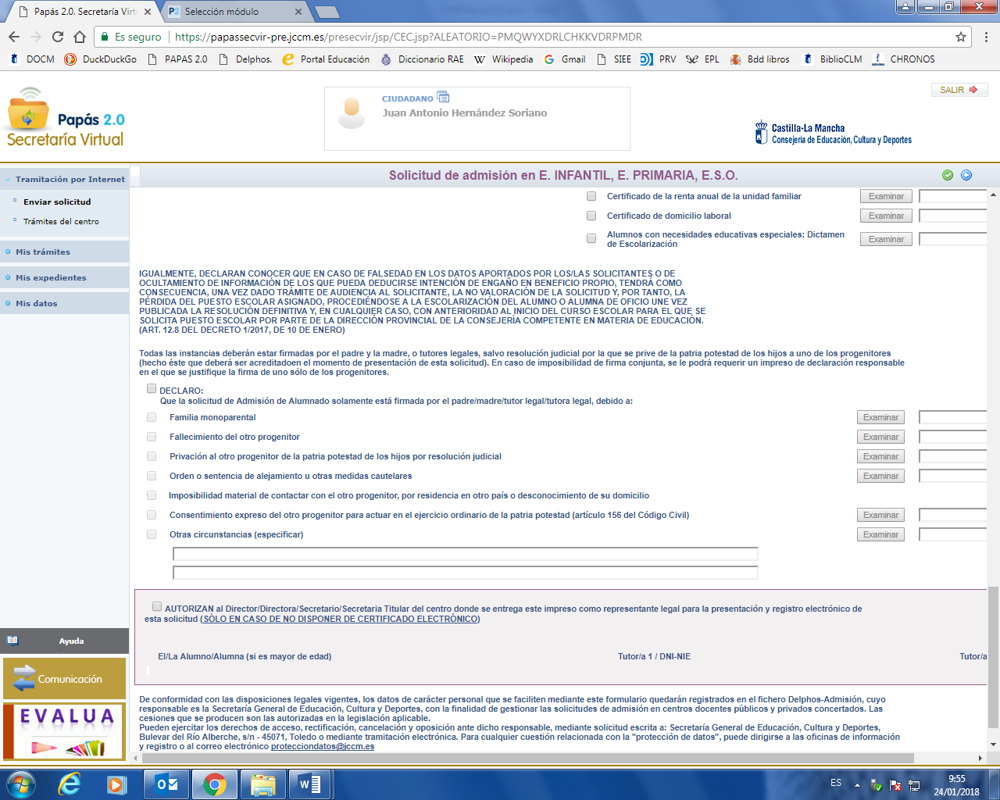 Papás 2.0. Secretaría Virt
Selección módulo
Es seguro
https://papassecvir-pre.jccm.es/presecvir/jsp/CEC.jsp?ALEATORIO=PMQWYXDRLCHKKVDRPMDR
DOCM
DuckDuckGo
PAPAS 2.0
Delphos.
Portal Educación
Diccionario RAE
Wikipedia
Gmail
SIEE
PRV
EPL
Bdd libros
BiblioCLM
CHRONOS
Papás 2.0
Secretaría Virtual
CIUDADANO
Juan Antonio Hernández Soriano
SALIR
Castilla-La Mancha
Consejería de Educación, Cultura y Deportes
Tramitación por Internet
Enviar solicitud
Trámites del centro
Mis trámites
Mis expedientes
Mis datos
Solicitud de admisión en E. INFANTIL, E. PRIMARIA, E.S.O.
Certificado de la renta anual de la unidad familiar
Examinar
Certificado de domicilio laboral
Examinar
Alumnos con necesidades educativas especiales: Dictamen
de Escolarización
Examinar
IGUALMENTE, DECLARAN CONOCER QUE EN CASO DE FALSEDAD EN LOS DATOS APORTADOS POR LOS/LAS SOLICITANTES O DE
OCULTAMIENTO DE INFORMACIÓN DE LOS QUE PUEDA DEDUCIRSE INTENCIÓN DE ENGAÑO EN BENEFICIO PROPIO, TENDRÁ COMO
CONSECUENCIA, UNA VEZ DADO TRÁMITE DE AUDIENCIA AL SOLICITANTE, LA NO VALORACIÓN DE LA SOLICITUD Y, POR TANTO, LA
PÉRDIDA DEL PUESTO ESCOLAR ASIGNADO, PROCEDIÉNDOSE A LA ESCOLARIZACIÓN DEL ALUMNO O ALUMNA DE OFICIO UNE VEZ
PUBLICADA LA RESOLUCIÓN DEFINITIVA Y, EN CUALQUIER CASO, CON ANTERIORIDAD AL INICIO DEL CURSO ESCOLAR PARA EL QUE SE
SOLICITA PUESTO ESCOLAR POR PARTE DE LA DIRECCIÓN PROVINCIAL DE LA CONSEJERÍA COMPETENTE EN MATERIA DE EDUCACIÓN.
(ART. 12.8 DEL DECRETO 1/2017, DE 10 DE ENERO)
Todas las instancias deberán estar firmadas por el padre y la madre, o tutores legales, salvo resolución judicial por la que se prive de la patria potestad de los hijos a uno de los progenitores
(hecho éste que deberá ser acreditadoen el momento de presentación de esta solicitud). En caso de imposibilidad de firma conjunta, se le podrá requerir un impreso de declaración responsable
en el que se justifique la firma de uno sólo de los progenitores.
DECLARO:
Que la solicitud de Admisión de Alumnado solamente está firmada por el padre/madre/tutor legal/tutora legal, debido a:
Familia monoparental
Examinar
Fallecimiento del otro progenitor
Examinar
Privación al otro progenitor de la patria potestad de los hijos por resolución judicial
Examinar
Orden o sentencia de alejamiento u otras medidas cautelares
Examinar
Imposibilidad material de contactar con el otro progenitor, por residencia en otro país o desconocimiento de su domicilio
Consentimiento expreso del otro progenitor para actuar en el ejercicio ordinario de la patria potestad (artículo 156 del Código Civil)
Examinar
Otras circunstancias (especificar)
Examinar
AUTORIZAN al Director/Directora/Secretario/Secretaria Titular del centro donde se entrega este impreso como representante legal para la presentación y registro electrónico de
esta solicitud (SÓLO EN CASO DE NO DISPONER DE CERTIFICADO ELECTRÓNICO)
El/La Alumno/Alumna (si es mayor de edad)
Tutor/a 1 / DNI-NIE
Tutor/a
De conformidad con las disposiciones legales vigentes, los datos de carácter personal que se faciliten mediante este formulario quedarán registrados en el fichero Delphos-Admisión, cuyo
responsable es la Secretaría General de Educación, Cultura y Deportes, con la finalidad de gestionar las solicitudes de admisión en centros docentes públicos y privados concertados. Las
cesiones que se producen son las autorizadas en la legislación aplicable.
Pueden ejercitar los derechos de acceso, rectificación, cancelación y oposición ante dicho responsable, mediante solicitud escrita a: Secretaría General de Educación, Cultura y Deportes,
Bulevar del Río Alberche, s/n - 45071, Toledo o mediante tramitación electrónica. Para cualquier cuestión relacionada con la "protección de datos", puede dirigirse a las oficinas de información
y registro o al correo electrónico protecciondatos@jccm.es
Ayuda
Comunicación
EVALUA
ES
9:55
24/01/2018